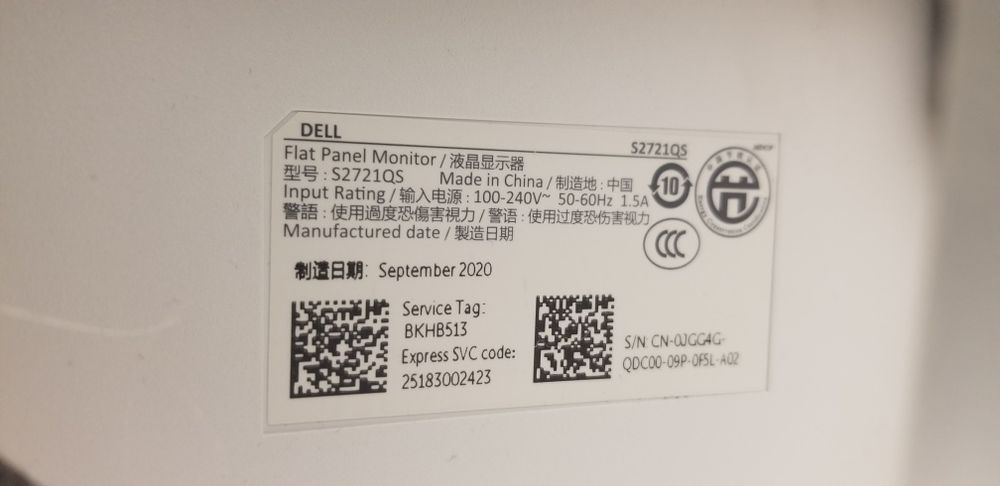 DELL
S2721QS
Flat Panel Monitor / 液晶显示器
型号 : S2721QS Made in China / 制造地 : 中国
Input Rating / 输入电源 : 100-240V~ 50-60Hz 1.5A
警語 : 使用過度恐傷害視力 / 警语 : 使用过度恐伤害视力
Manufactured date / 製造日期
10
CCC
制造日期: September 2020
Service Tag:
BKHB513
Express SVC code:
25183002423
S/N: CN-0JGG4G-
QDC00-09P-0F5L-A02